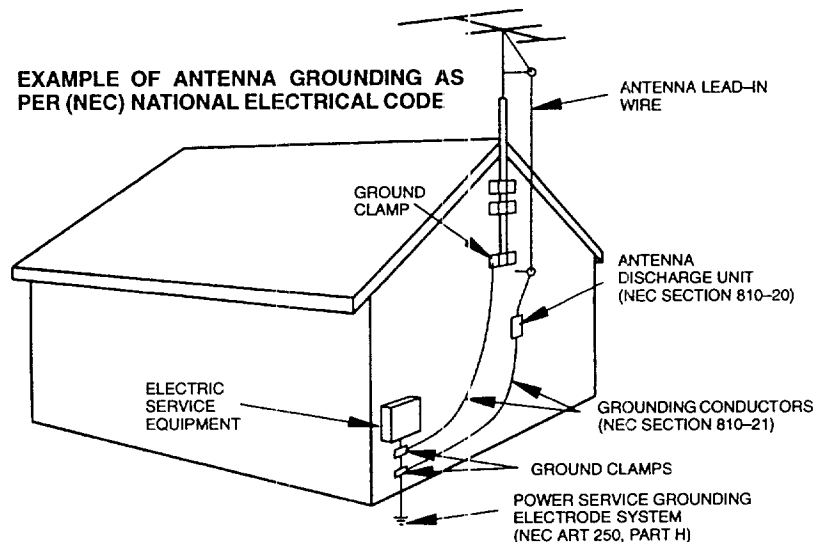 EXAMPLE OF ANTENNA GROUNDING AS
PER (NEC) NATIONAL ELECTRICAL CODE
ANTENNA LEAD–IN
WIRE
GROUND
CLAMP
ANTENNA
DISCHARGE UNIT
(NEC SECTION 810–20)
ELECTRIC
SERVICE
EQUIPMENT
GROUNDING CONDUCTORS
(NEC SECTION 810–21)
GROUND CLAMPS
POWER SERVICE GROUNDING
ELECTRODE SYSTEM
(NEC ART 250, PART H)